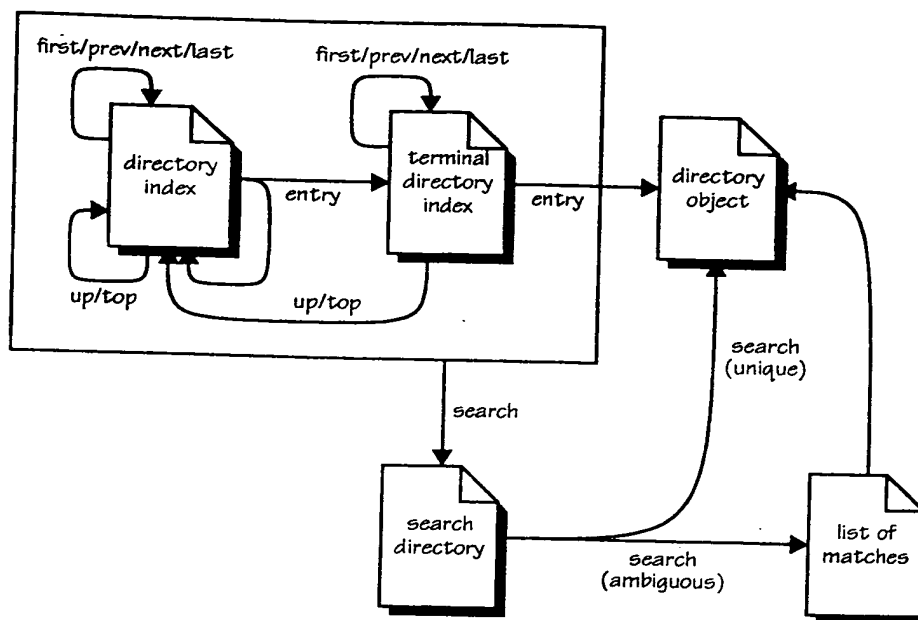 first/prev/next/last
first/prev/next/last
directory
index
terminal
directory
index
directory
object
entry
entry
up/top
up/top
search
(unique)
search
search
directory
list of
matches
search
(ambiguous)